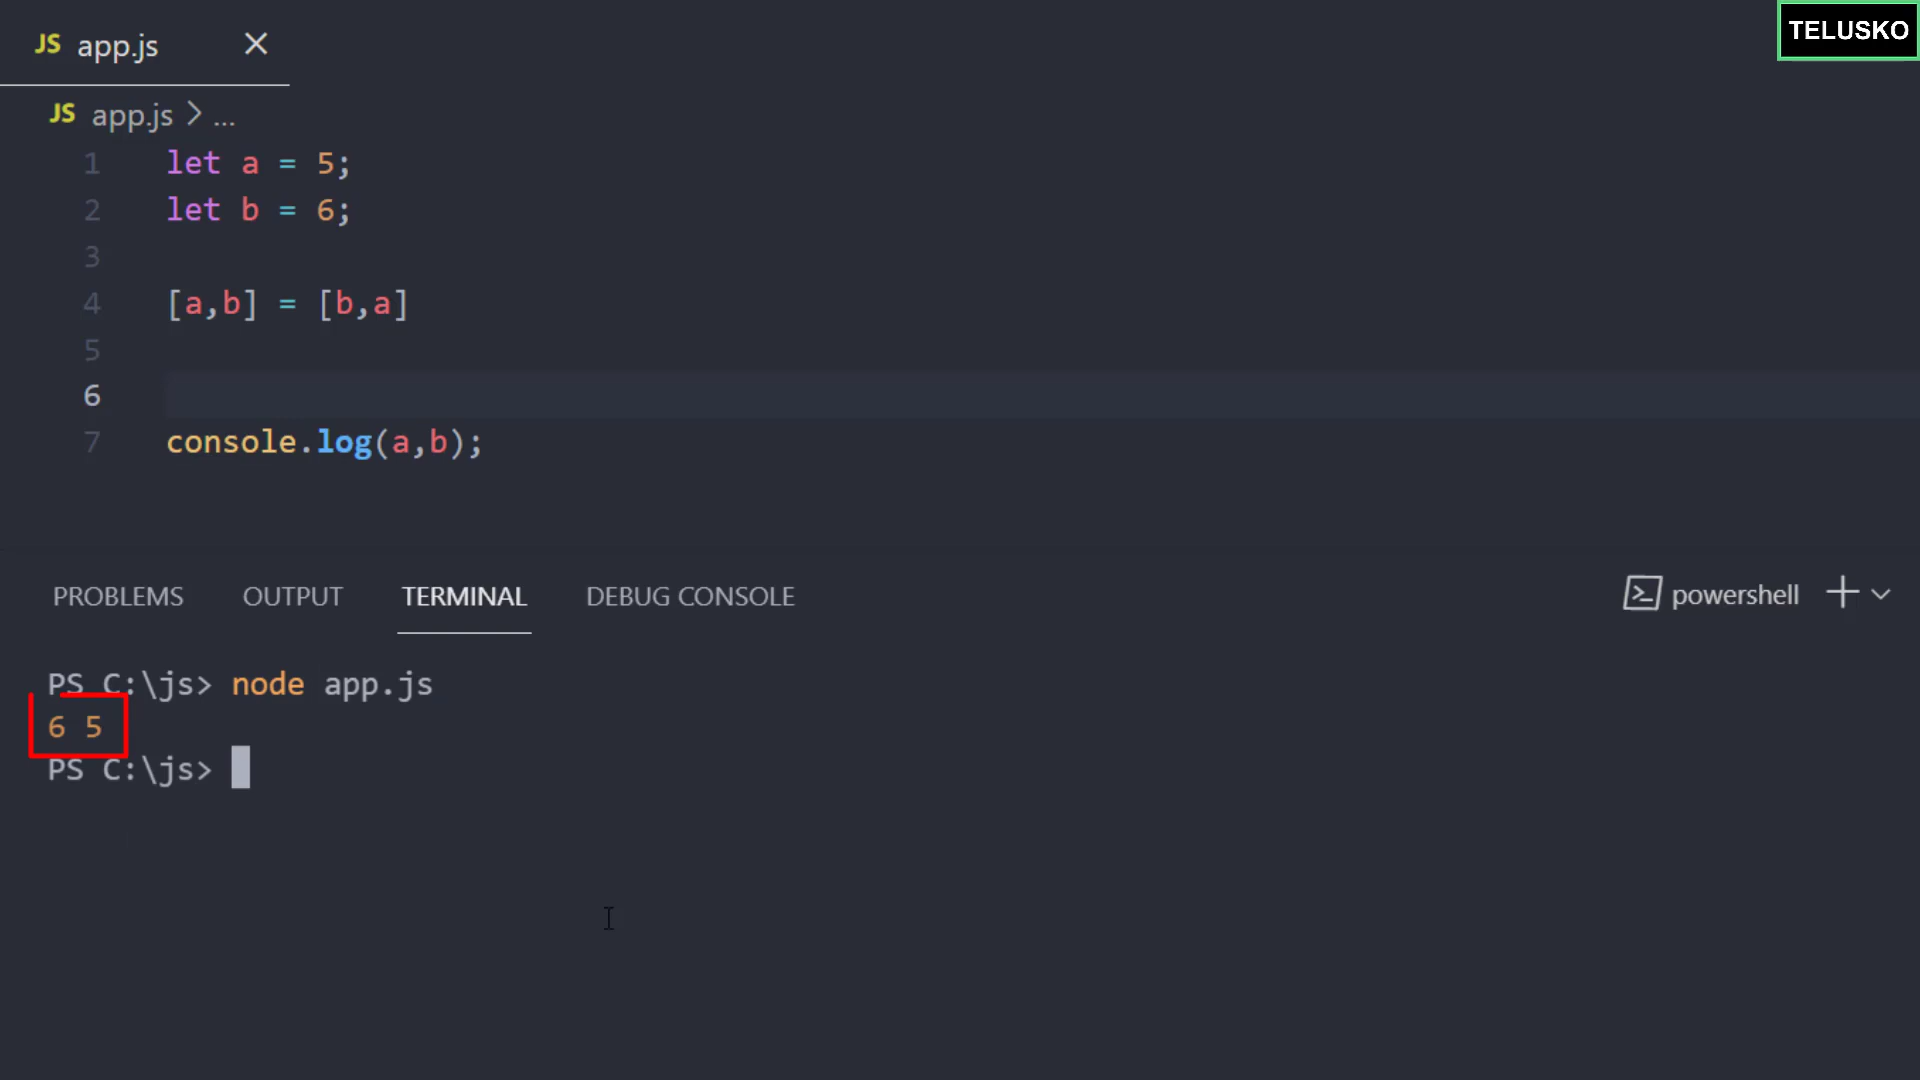 JS app.js
TELUSKO
JS app.js > ...
1 let a = 5;
2 let b = 6;
3
4 [a,b] = [b,a]
5
6
7 console.log(a,b);
PROBLEMS OUTPUT TERMINAL DEBUG CONSOLE powershell
PS C:\js> node app.js
6 5
PS C:\js>